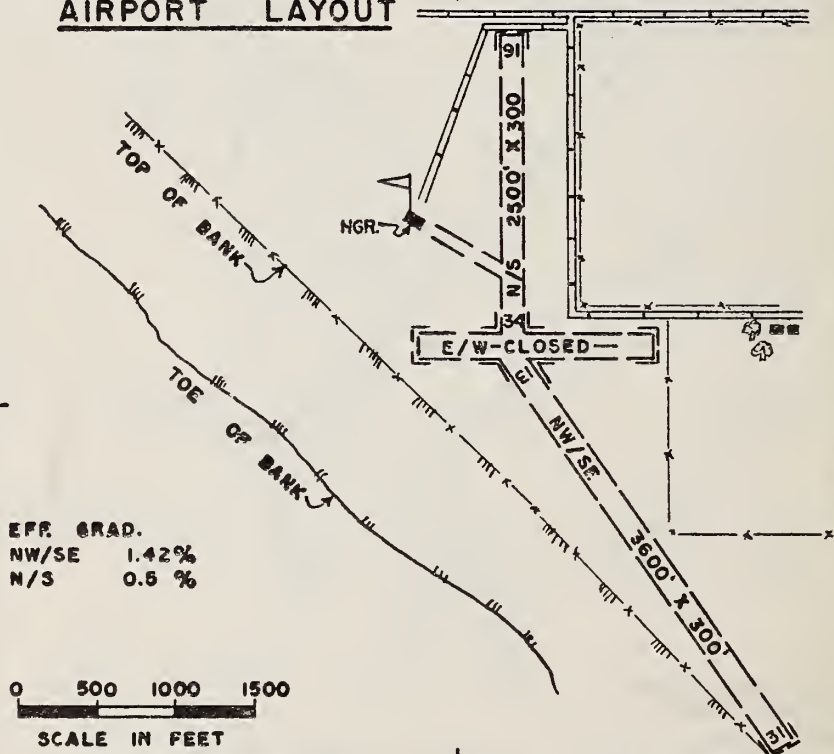 AIRPORT LAYOUT
16
2500' X 300
N/S
34
TOP OF BANK
NGR.
E/W-CLOSED
TOE OF BANK
NW/SE
3600' X 300'
31
EFF. GRAD.
NW/SE 1.42%
N/S 0.5 %
0 500 1000 1500
SCALE IN FEET